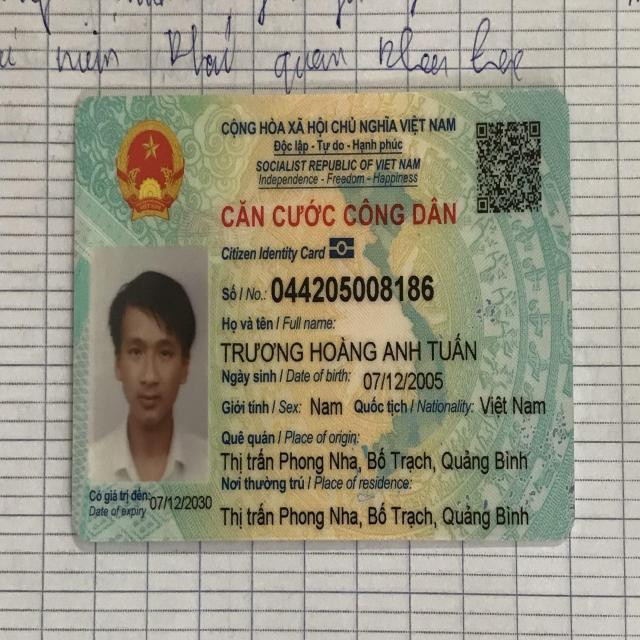 quan
CỘNG HÒA XÃ HỘI CHỦ NGHĨA VIỆT NAM
Độc lập - Tự do - Hạnh phúc
SOCIALIST REPUBLIC OF VIET NAM
Independence - Freedom - Happiness
CĂN CƯỚC CÔNG DÂN
Citizen Identity Card
Số / No.: 044205008186
Họ và tên / Full name:
TRƯƠNG HOÀNG ANH TUẤN
Ngày sinh / Date of birth: 07/12/2005
Giới tính / Sex: Nam Quốc tịch / Nationality: Việt Nam
Quê quán / Place of origin:
Thị trấn Phong Nha, Bố Trạch, Quảng Bình
Nơi thường trú / Place of residence:
Thị trấn Phong Nha, Bố Trạch, Quảng Bình
Có giá trị đến: 07/12/2030
Date of expiry